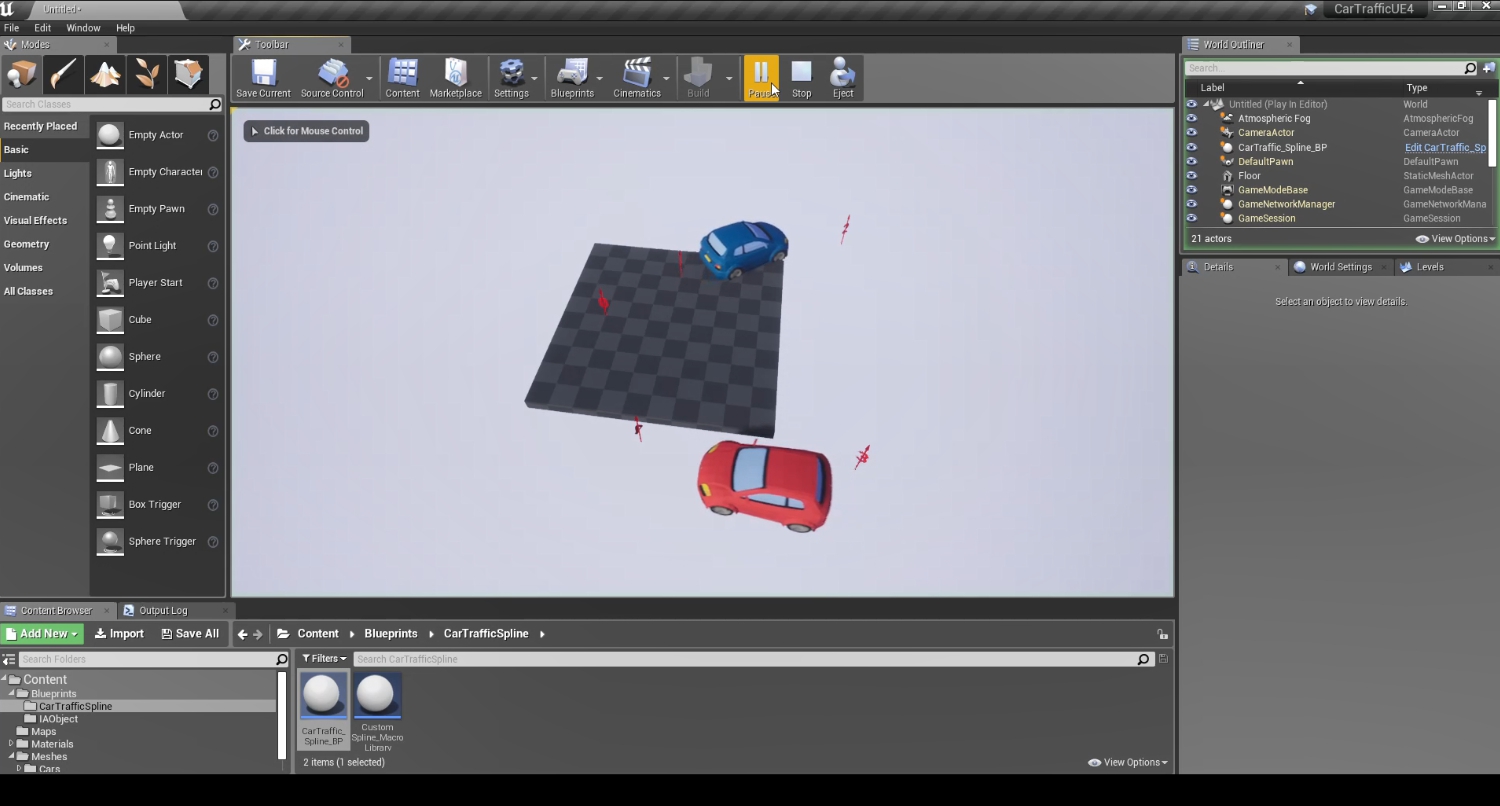 Untitled*
CarTrafficUE4
File Edit Window Help
Modes
Toolbar
World Outliner
Search Classes
Recently Placed
Basic
Lights
Cinematic
Visual Effects
Geometry
Volumes
All Classes
Empty Actor
Empty Character
Empty Pawn
Point Light
Player Start
Cube
Sphere
Cylinder
Cone
Plane
Box Trigger
Sphere Trigger
Save Current Source Control Content Marketplace Settings Blueprints Cinematics Build Pause Stop Eject
Click for Mouse Control
Search...
Label Type
Untitled (Play In Editor) World
Atmospheric Fog AtmosphericFog
CameraActor CameraActor
CarTraffic_Spline_BP Edit CarTraffic_Sp
DefaultPawn DefaultPawn
Floor StaticMeshActor
GameModeBase GameModeBase
GameNetworkManager GameNetworkMana
GameSession GameSession
21 actors View Options
Details World Settings Levels
Select an object to view details.
Content Browser Output Log
Add New Import Save All Content Blueprints CarTrafficSpline
Search Folders
Filters Search CarTrafficSpline
Content
Blueprints
CarTrafficSpline
IAObject
Maps
Materials
Meshes
Cars
CarTraffic_
Spline_BP
Custom
Spline_Macro
Library
2 items (1 selected) View Options